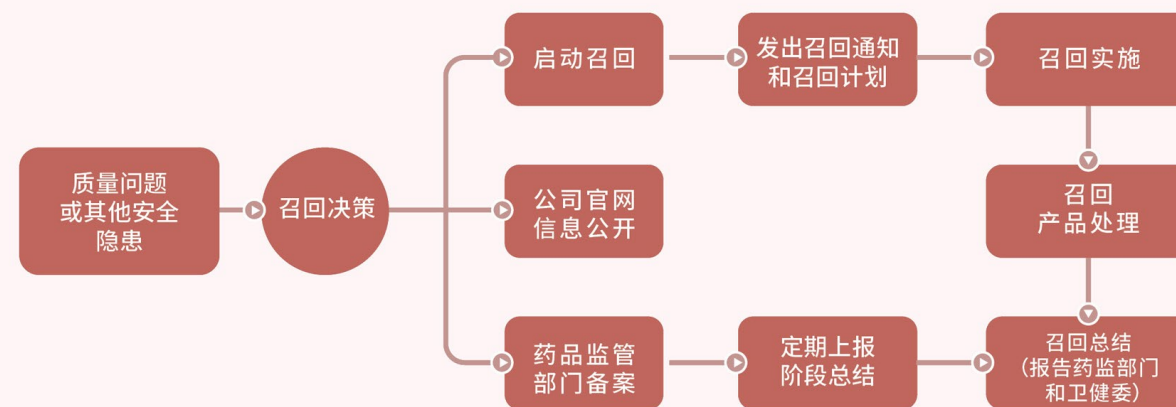 质量问题
或其他安全
隐患
召回决策
启动召回
发出召回通知
和召回计划
召回实施
公司官网
信息公开
召回
产品处理
药品监管
部门备案
定期上报
阶段总结
召回总结
（报告药监部门
和卫健委）